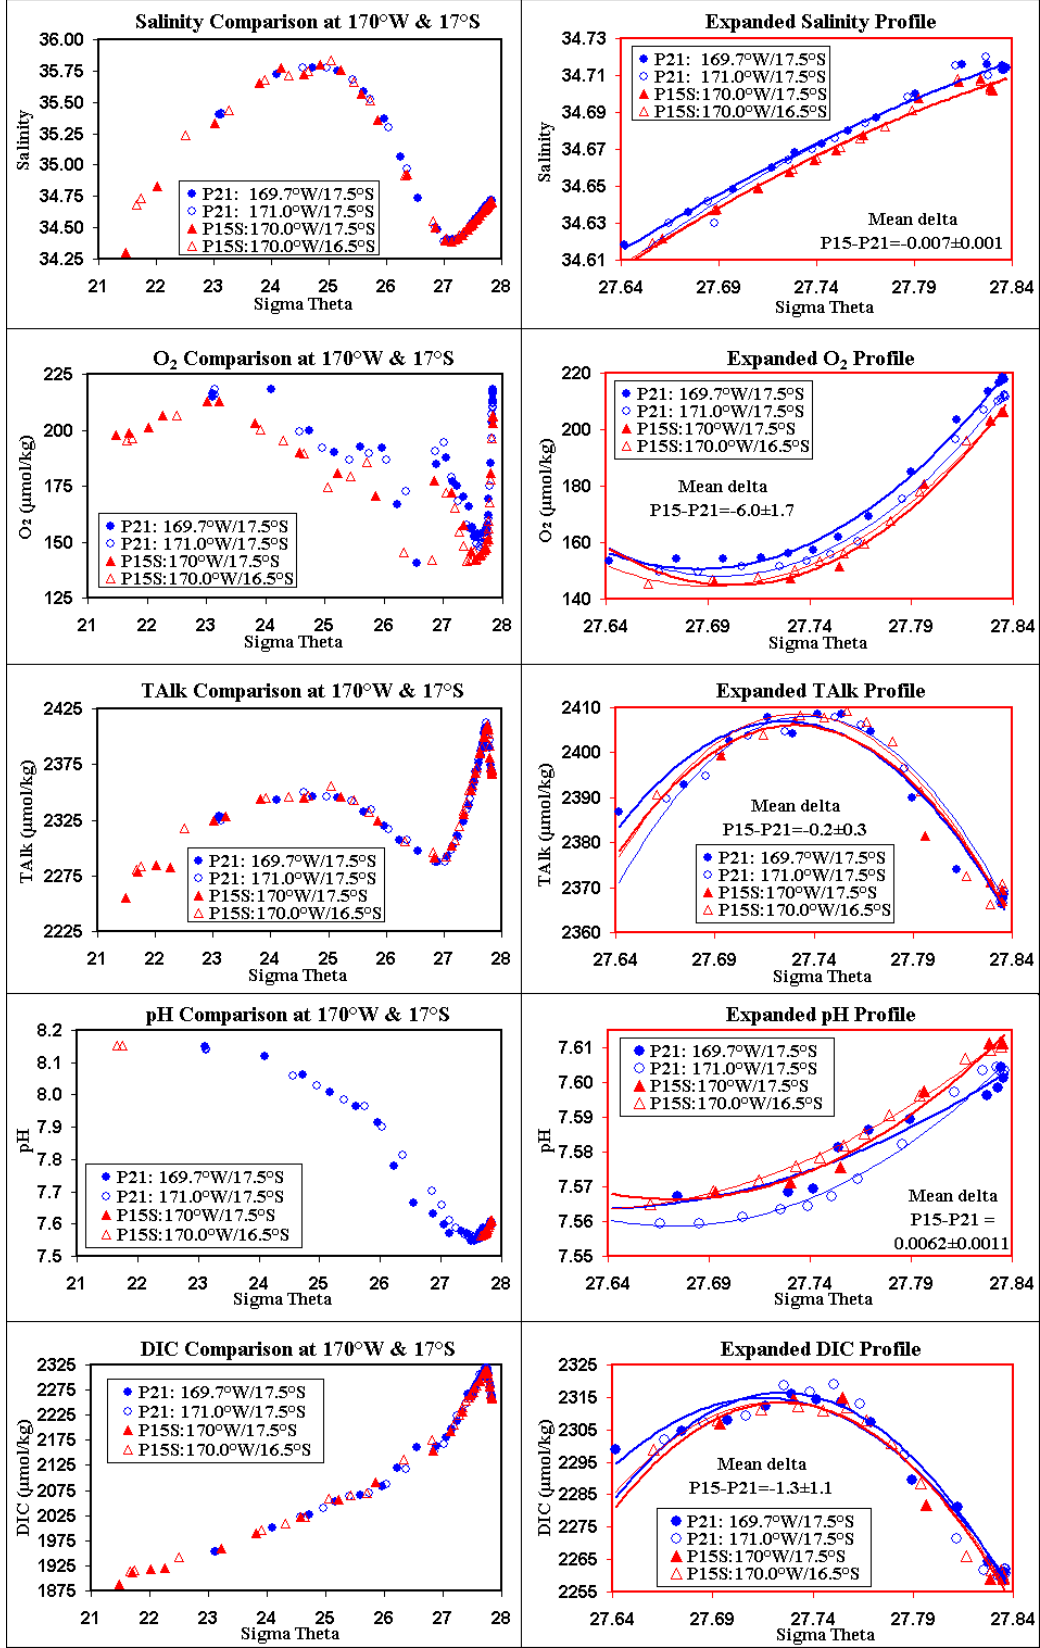 Salinity Comparison at 170°W & 17°S
36.00
35.75
35.50
35.25
35.00
34.75
34.50
34.25
Salinity
P21: 169.7°W/17.5°S
P21: 171.0°W/17.5°S
P15S:170.0°W/17.5°S
P15S:170.0°W/16.5°S
21 22 23 24 25 26 27 28
Sigma Theta
Expanded Salinity Profile
34.73
34.71
34.69
34.67
34.65
34.63
34.61
Salinity
P21: 169.7°W/17.5°S
P21: 171.0°W/17.5°S
P15S:170.0°W/17.5°S
P15S:170.0°W/16.5°S
Mean delta
P15-P21=-0.007±0.001
27.64 27.69 27.74 27.79 27.84
Sigma Theta
O₂ Comparison at 170°W & 17°S
225
200
175
150
125
O₂ (µmol/kg)
P21: 169.7°W/17.5°S
P21: 171.0°W/17.5°S
P15S:170°W/17.5°S
P15S:170.0°W/16.5°S
21 22 23 24 25 26 27 28
Sigma Theta
Expanded O₂ Profile
220
200
180
160
140
O₂ (µmol/kg)
P21: 169.7°W/17.5°S
P21: 171.0°W/17.5°S
P15S:170°W/17.5°S
P15S:170.0°W/16.5°S
Mean delta
P15-P21=-6.0±1.7
27.64 27.69 27.74 27.79 27.84
Sigma Theta
TAlk Comparison at 170°W & 17°S
2425
2375
2325
2275
2225
TAlk (µmol/kg)
P21: 169.7°W/17.5°S
P21: 171.0°W/17.5°S
P15S:170°W/17.5°S
P15S:170.0°W/16.5°S
21 22 23 24 25 26 27 28
Sigma Theta
Expanded TAlk Profile
2410
2400
2390
2380
2370
2360
TAlk (µmol/kg)
Mean delta
P15-P21=-0.2±0.3
P21: 169.7°W/17.5°S
P21: 171.0°W/17.5°S
P15S:170°W/17.5°S
P15S:170.0°W/16.5°S
27.64 27.69 27.74 27.79 27.84
Sigma Theta
pH Comparison at 170°W & 17°S
8.2
8.1
8.0
7.9
7.8
7.7
7.6
7.5
pH
P21: 169.7°W/17.5°S
P21: 171.0°W/17.5°S
P15S:170°W/17.5°S
P15S:170.0°W/16.5°S
21 22 23 24 25 26 27 28
Sigma Theta
Expanded pH Profile
7.61
7.60
7.59
7.58
7.57
7.56
7.55
pH
P21: 169.7°W/17.5°S
P21: 171.0°W/17.5°S
P15S:170°W/17.5°S
P15S:170.0°W/16.5°S
Mean delta
P15-P21 =
0.0062±0.0011
27.64 27.69 27.74 27.79 27.84
Sigma Theta
DIC Comparison at 170°W & 17°S
2325
2275
2225
2175
2125
2075
2025
1975
1925
1875
DIC (µmol/kg)
P21: 169.7°W/17.5°S
P21: 171.0°W/17.5°S
P15S:170°W/17.5°S
P15S:170.0°W/16.5°S
21 22 23 24 25 26 27 28
Sigma Theta
Expanded DIC Profile
2325
2315
2305
2295
2285
2275
2265
2255
DIC (µmol/kg)
Mean delta
P15-P21=-1.3±1.1
P21: 169.7°W/17.5°S
P21: 171.0°W/17.5°S
P15S:170°W/17.5°S
P15S:170.0°W/16.5°S
27.64 27.69 27.74 27.79 27.84
Sigma Theta